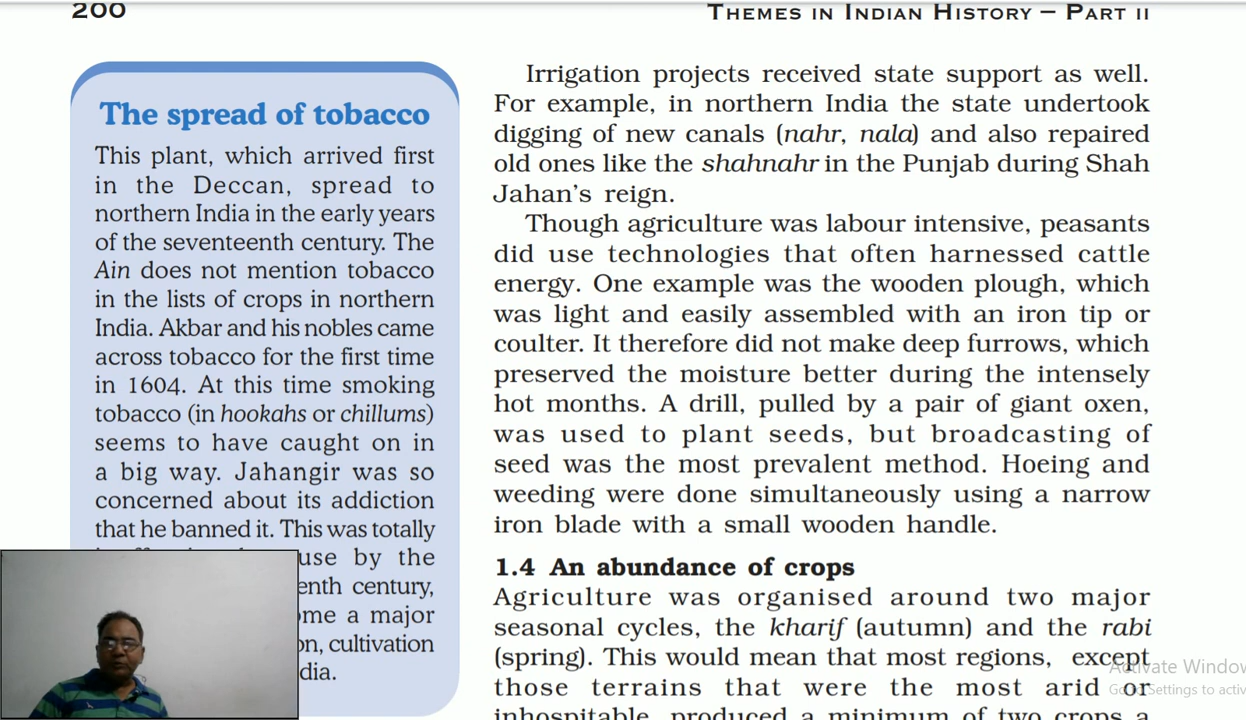 200
THEMES IN INDIAN HISTORY – PART II
The spread of tobacco
This plant, which arrived first
in the Deccan, spread to
northern India in the early years
of the seventeenth century. The
Ain does not mention tobacco
in the lists of crops in northern
India. Akbar and his nobles came
across tobacco for the first time
in 1604. At this time smoking
tobacco (in hookahs or chillums)
seems to have caught on in
a big way. Jahangir was so
concerned about its addiction
that he banned it. This was totally
by the
century,
a major
cultivation
Irrigation projects received state support as well.
For example, in northern India the state undertook
digging of new canals (nahr, nala) and also repaired
old ones like the shahnahr in the Punjab during Shah
Jahan's reign.
Though agriculture was labour intensive, peasants
did use technologies that often harnessed cattle
energy. One example was the wooden plough, which
was light and easily assembled with an iron tip or
coulter. It therefore did not make deep furrows, which
preserved the moisture better during the intensely
hot months. A drill, pulled by a pair of giant oxen,
was used to plant seeds, but broadcasting of
seed was the most prevalent method. Hoeing and
weeding were done simultaneously using a narrow
iron blade with a small wooden handle.
1.4 An abundance of crops
Agriculture was organised around two major
seasonal cycles, the kharif (autumn) and the rabi
(spring). This would mean that most regions, except
those terrains that were the most arid or
inhospitable, produced a minimum of two crops a
Activate Window
Go to Settings to activ